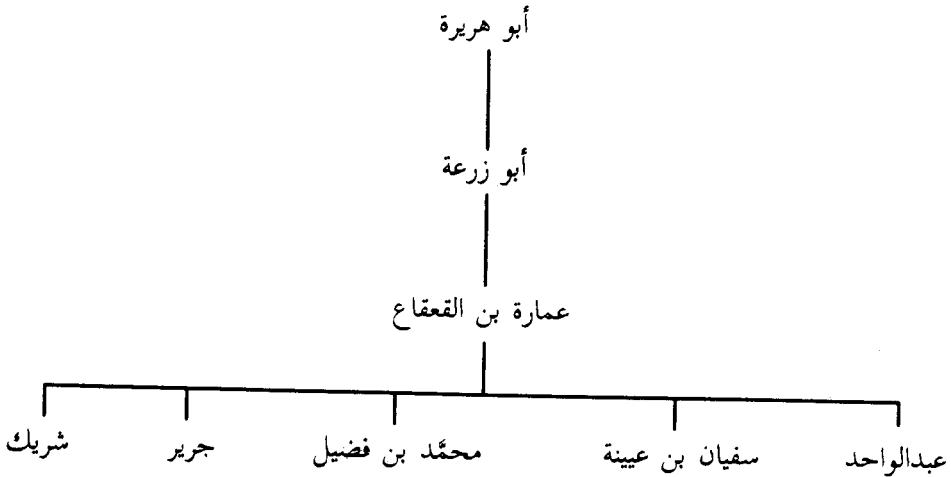 أبو هريرة
أبو زرعة
عمارة بن القعقاع
عبدالواحد سفيان بن عيينة محمَّد بن فضيل جرير شريك